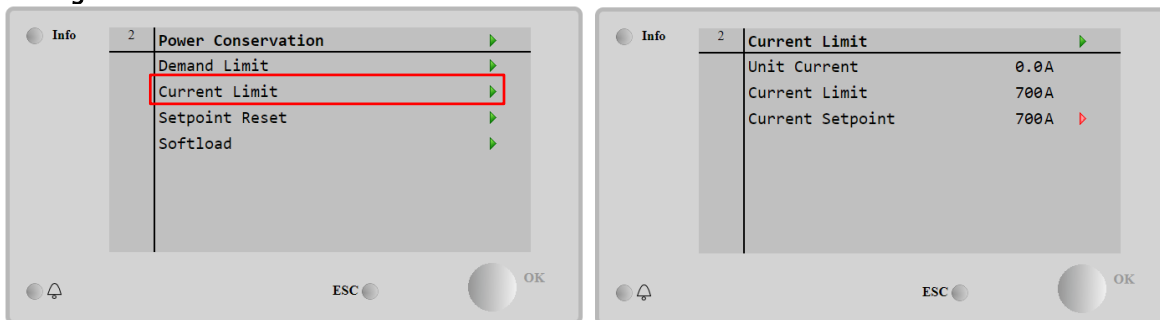 Info
2 Power Conservation
Demand Limit
Current Limit
Setpoint Reset
Softload
ESC
OK
Info
2 Current Limit
Unit Current 0.0A
Current Limit 700A
Current Setpoint 700A
ESC
OK